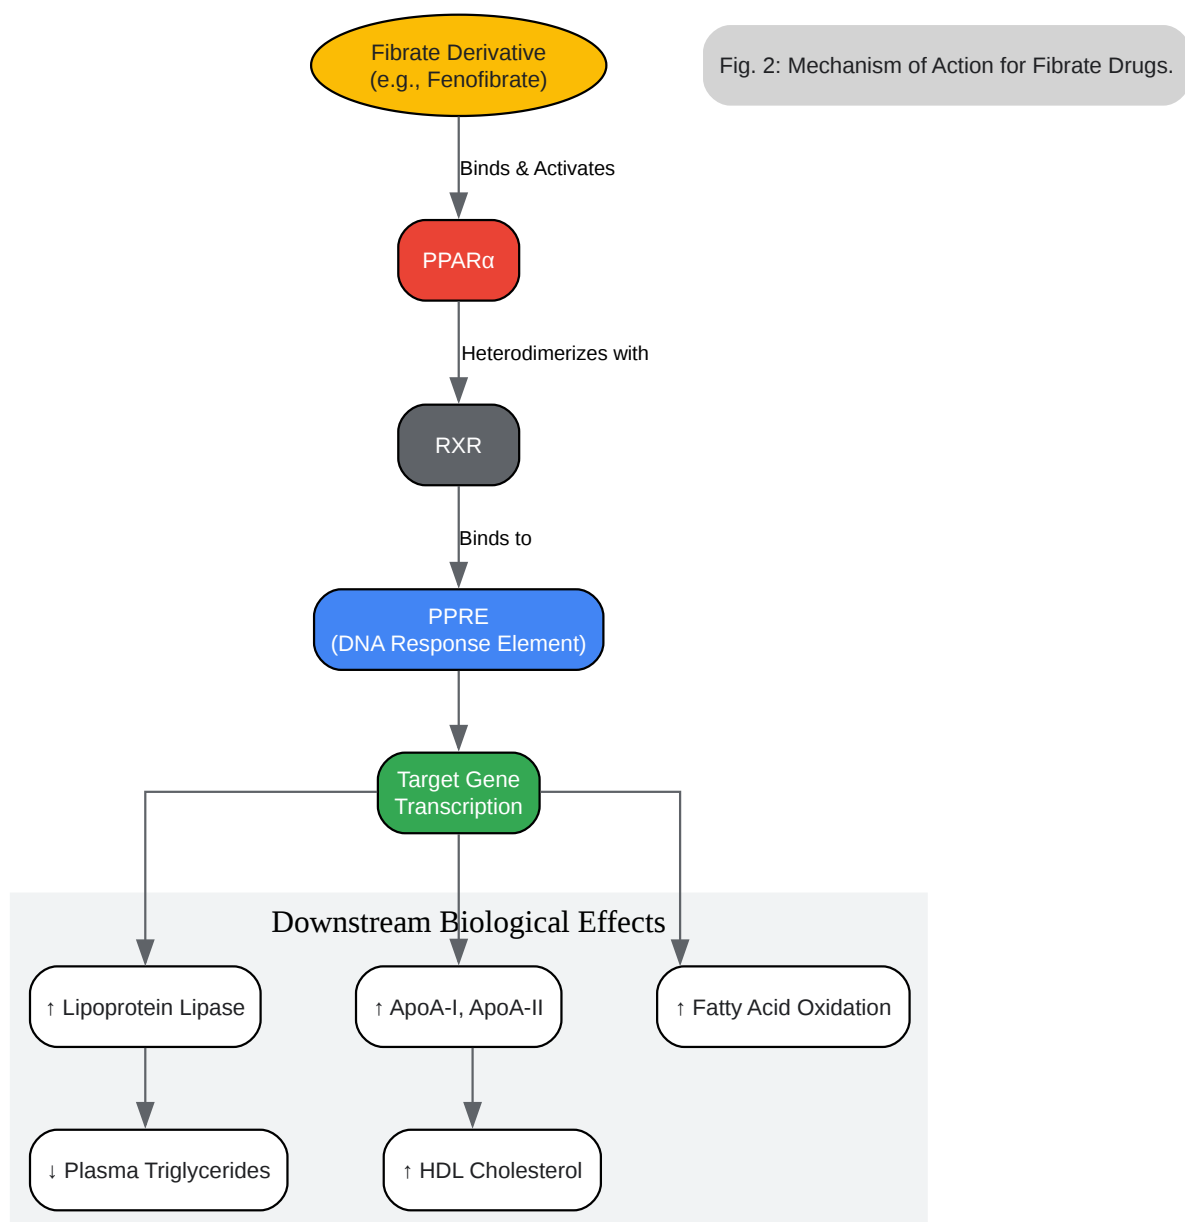 Fibrate Derivative
(e.g., Fenofibrate)
Fig. 2: Mechanism of Action for Fibrate Drugs.
Binds & Activates
PPARα
Heterodimerizes with
RXR
Binds to
PPRE
(DNA Response Element)
Target Gene
Transcription
Downstream Biological Effects
↑ Lipoprotein Lipase
↑ ApoA-I, ApoA-II
↑ Fatty Acid Oxidation
↓ Plasma Triglycerides
↑ HDL Cholesterol